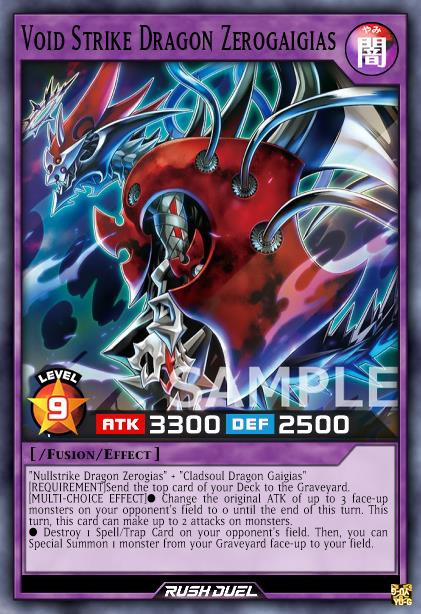 Void Strike Dragon Zerogaigias
やみ
闇
SAMPLE
LEVEL
9
ATK 3300 DEF 2500
[/Fusion/Effect]
"Nullstrike Dragon Zerogias" + "Cladsoul Dragon Gaigias"
[REQUIREMENT]Send the top card of your Deck to the Graveyard.
[MULTI-CHOICE EFFECT]● Change the original ATK of up to 3 face-up
monsters on your opponent's field to 0 until the end of this turn. This
turn, this card can make up to 2 attacks on monsters.
● Destroy 1 Spell/Trap Card on your opponent's field. Then, you can
Special Summon 1 monster from your Graveyard face-up to your field.
RUSH DUEL